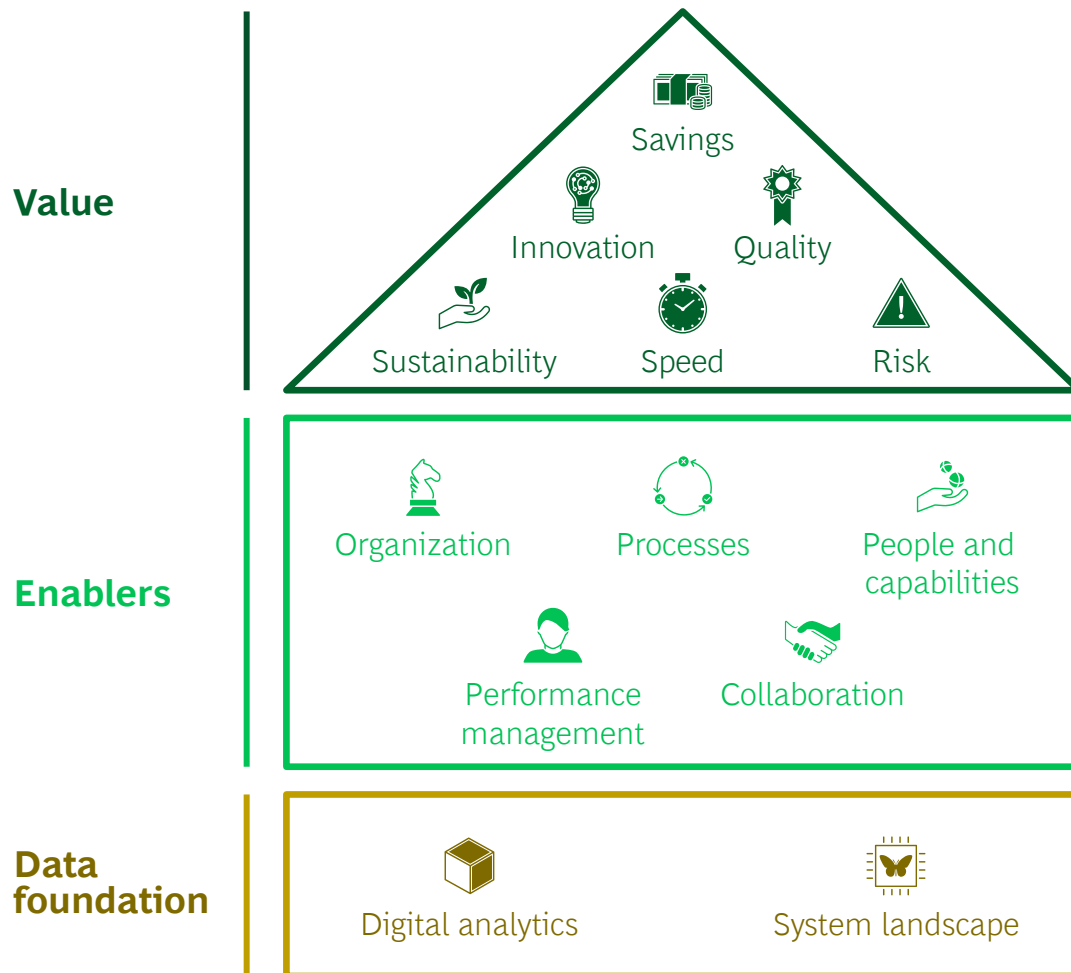 Value
Savings
Innovation
Quality
Sustainability
Speed
Risk
Enablers
Organization
Processes
People and
capabilities
Performance
management
Collaboration
Data
foundation
Digital analytics
System landscape